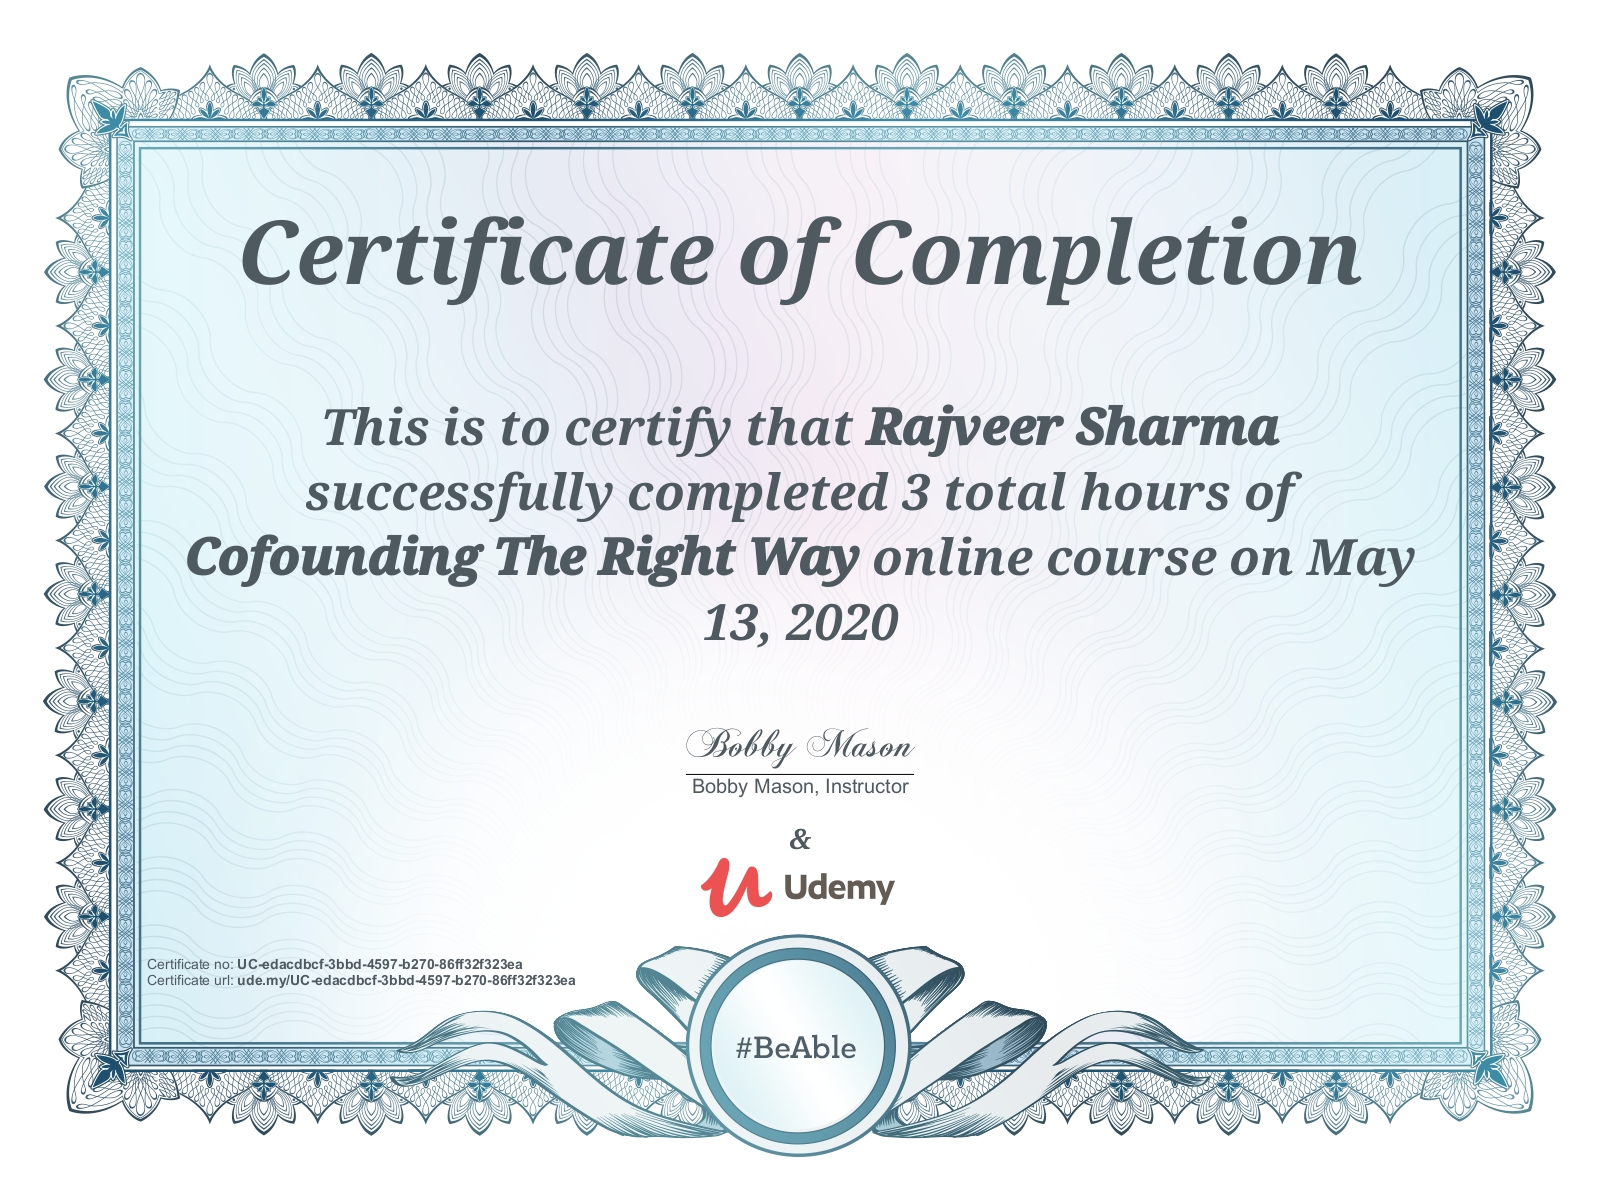 Certificate of Completion
This is to certify that Rajveer Sharma
successfully completed 3 total hours of
Cofounding The Right Way online course on May
13, 2020
Bobby Mason
Bobby Mason, Instructor
&
Udemy
Certificate no: UC-edacdbcf-3bbd-4597-b270-86ff32f323ea
Certificate url: ude.my/UC-edacdbcf-3bbd-4597-b270-86ff32f323ea
#BeAble